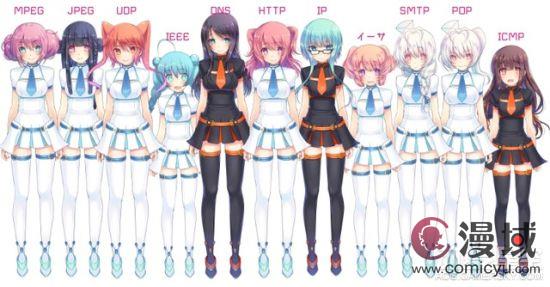 MPEG
JPEG
UDP
IEEE
DNS
HTTP
IP
イーサ
SMTP
POP
ICMP
漫域
www.comicyu.com